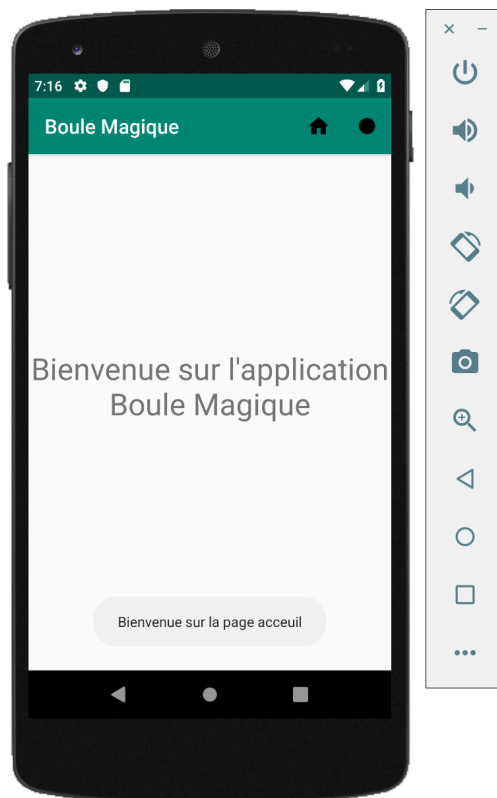 7:16
Boule Magique
Bienvenue sur l'application
Boule Magique
Bienvenue sur la page acceuil